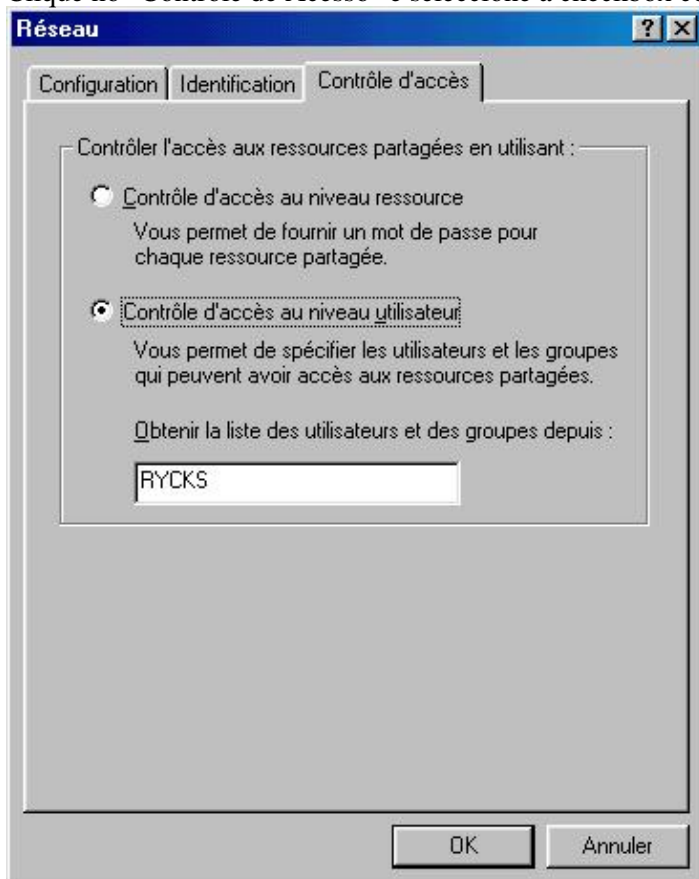 Réseau
Configuration Identification Contrôle d'accès
Contrôler l'accès aux ressources partagées en utilisant :
Contrôle d'accès au niveau ressource
Vous permet de fournir un mot de passe pour
chaque ressource partagée.
Contrôle d'accès au niveau utilisateur
Vous permet de spécifier les utilisateurs et les groupes
qui peuvent avoir accès aux ressources partagées.
Obtenir la liste des utilisateurs et des groupes depuis :
RYCKS
OK Annuler